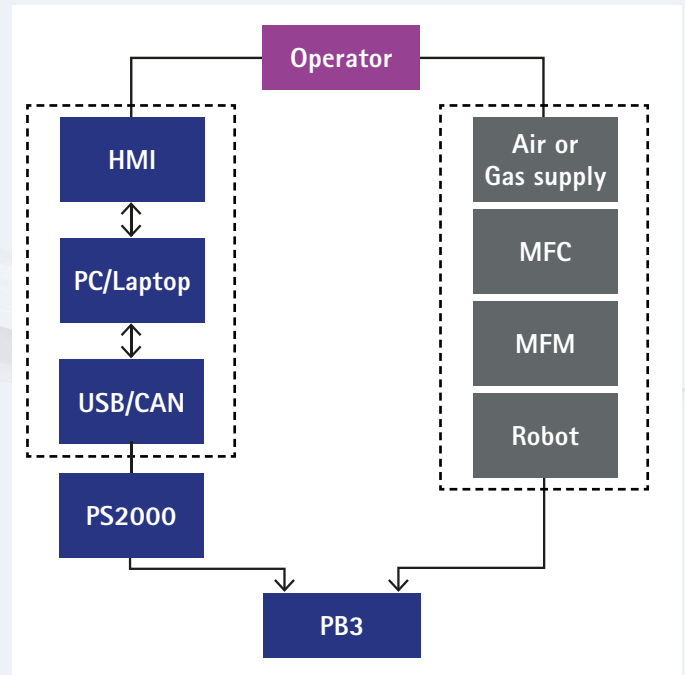 Operator
HMI
PC/Laptop
USB/CAN
PS2000
Air or
Gas supply
MFC
MFM
Robot
PB3